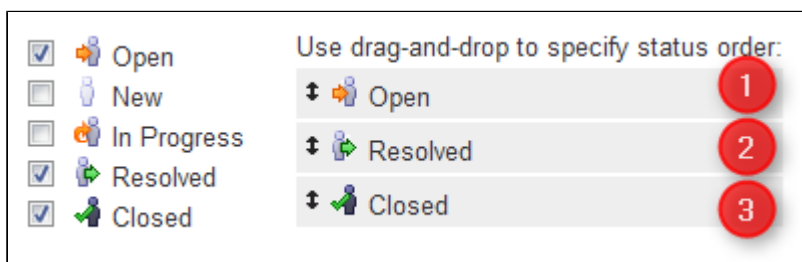 Open
New
In Progress
Resolved
Closed
Use drag-and-drop to specify status order:
Open 1
Resolved 2
Closed 3